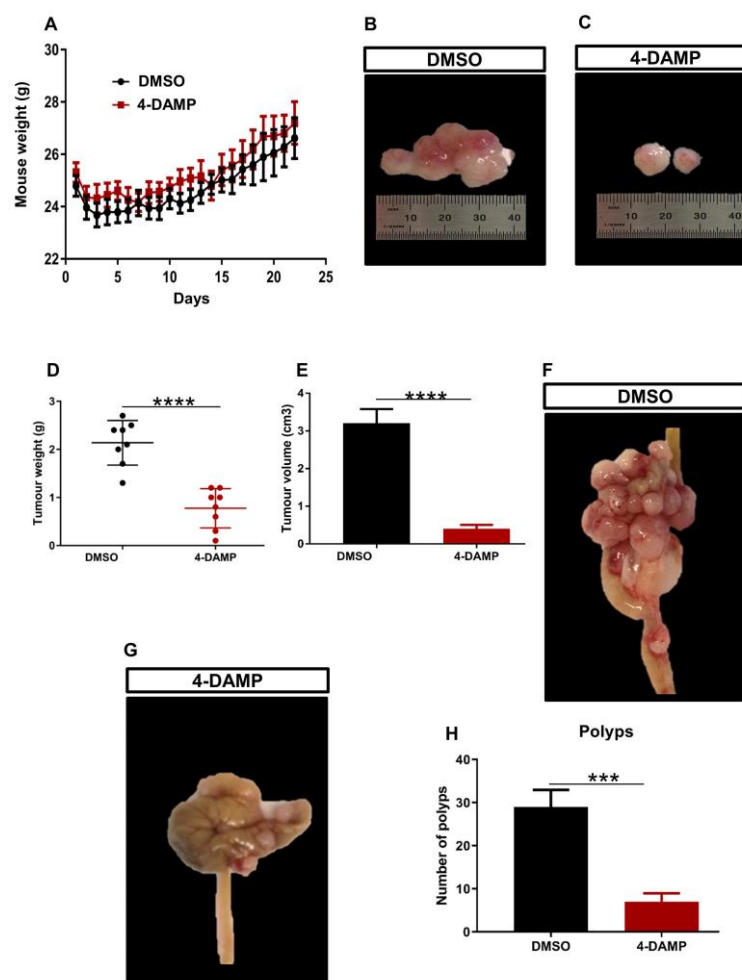 A
Mouse weight (g)
30
28
26
24
22
DMSO
4-DAMP
0 5 10 15 20 25
Days
B
DMSO
10 20 30 40
C
4-DAMP
10 20 30 40
D
Tumour weight (g)
3
2
1
0
****
DMSO 4-DAMP
E
Tumour volume (cm3)
4
3
2
1
0
****
DMSO 4-DAMP
F
DMSO
G
4-DAMP
H
Polyps
Number of polyps
40
30
20
10
0
***
DMSO 4-DAMP